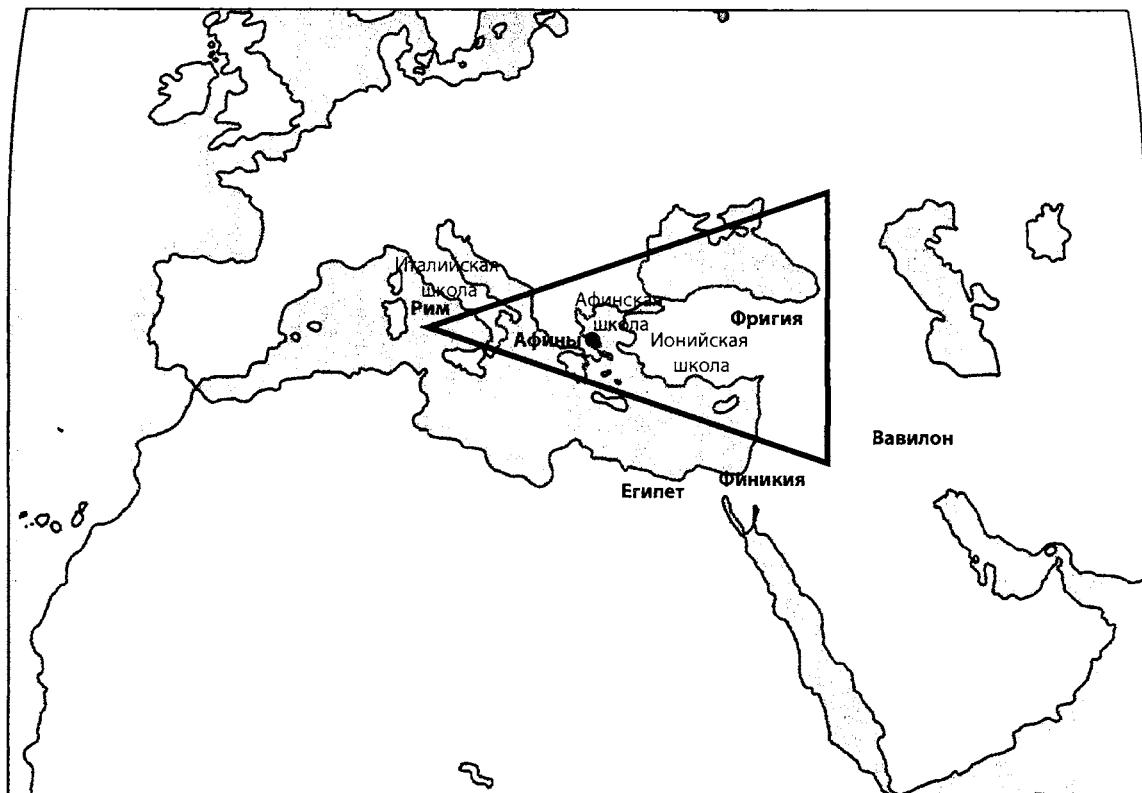 Италийская
школа
Рим
Афинская
школа
Афины
Фригия
Ионийская
школа
Вавилон
Египет
Финикия